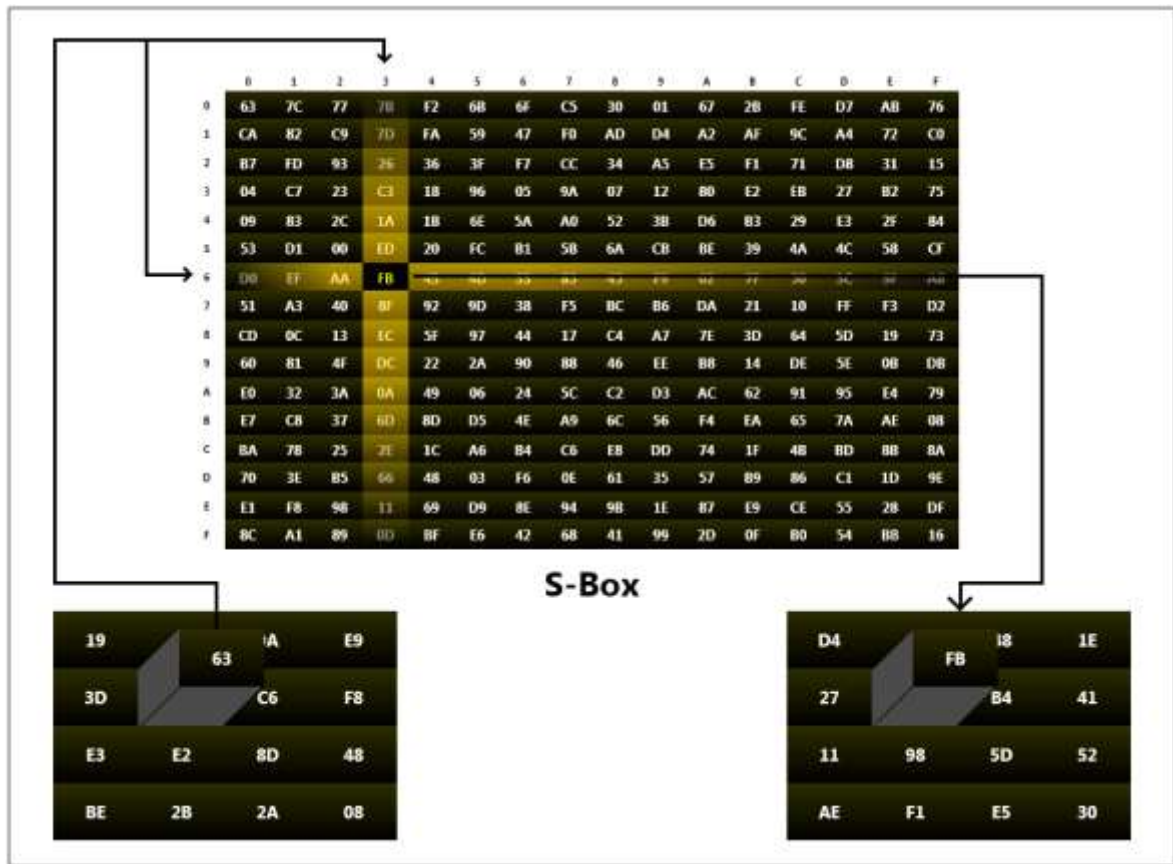 0 1 2 3 4 5 6 7 8 9 A B C D E F
0 63 7C 77 7B F2 6B 6F C5 30 01 67 2B FE D7 AB 76
1 CA 82 C9 7D FA 59 47 F0 AD D4 A2 AF 9C A4 72 C0
2 B7 FD 93 26 36 3F F7 CC 34 A5 E5 F1 71 D8 31 15
3 04 C7 23 C3 18 96 05 9A 07 12 80 E2 EB 27 B2 75
4 09 83 2C 1A 1B 6E 5A A0 52 3B D6 B3 29 E3 2F 84
5 53 D1 00 ED 20 FC B1 5B 6A CB BE 39 4A 4C 58 CF
6 D0 EF AA FB
7 51 A3 40 8F 92 9D 38 F5 BC B6 DA 21 10 FF F3 D2
8 CD 0C 13 EC 5F 97 44 17 C4 A7 7E 3D 64 5D 19 73
9 60 81 4F DC 22 2A 90 88 46 EE B8 14 DE 5E 0B DB
A E0 32 3A 0A 49 06 24 5C C2 D3 AC 62 91 95 E4 79
B E7 C8 37 6D 8D D5 4E A9 6C 56 F4 EA 65 7A AE 08
C BA 78 25 2E 1C A6 B4 C6 E8 DD 74 1F 4B BD 8B 8A
D 70 3E B5 66 48 03 F6 0E 61 35 57 B9 86 C1 1D 9E
E E1 F8 98 11 69 D9 8E 94 9B 1E 87 E9 CE 55 28 DF
F 8C A1 89 0D BF E6 42 68 41 99 2D 0F B0 54 BB 16
S-Box
19 63 E9
3D C6 F8
E3 E2 8D 48
BE 2B 2A 08
D4 FB 1E
27 B4 41
11 98 5D 52
AE F1 E5 30